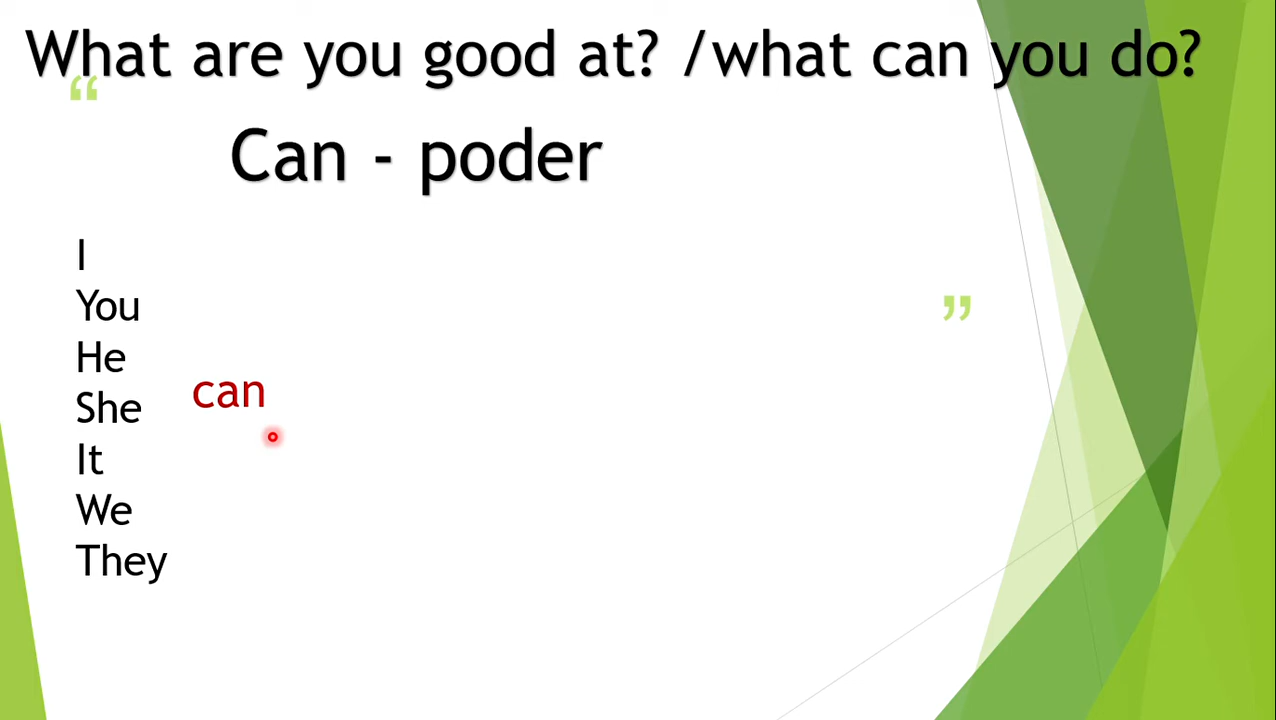 What are you good at? /what can you do?
“
Can - poder
I
You
He
She
can
It
We
They
”